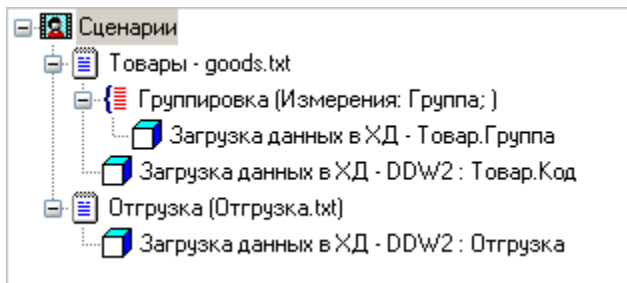 Сценарии
Товары - goods.txt
Группировка (Измерения: Группа; )
Загрузка данных в ХД - Товар.Группа
Загрузка данных в ХД - DDW2 : Товар.Код
Отгрузка (Отгрузка.txt)
Загрузка данных в ХД - DDW2 : Отгрузка